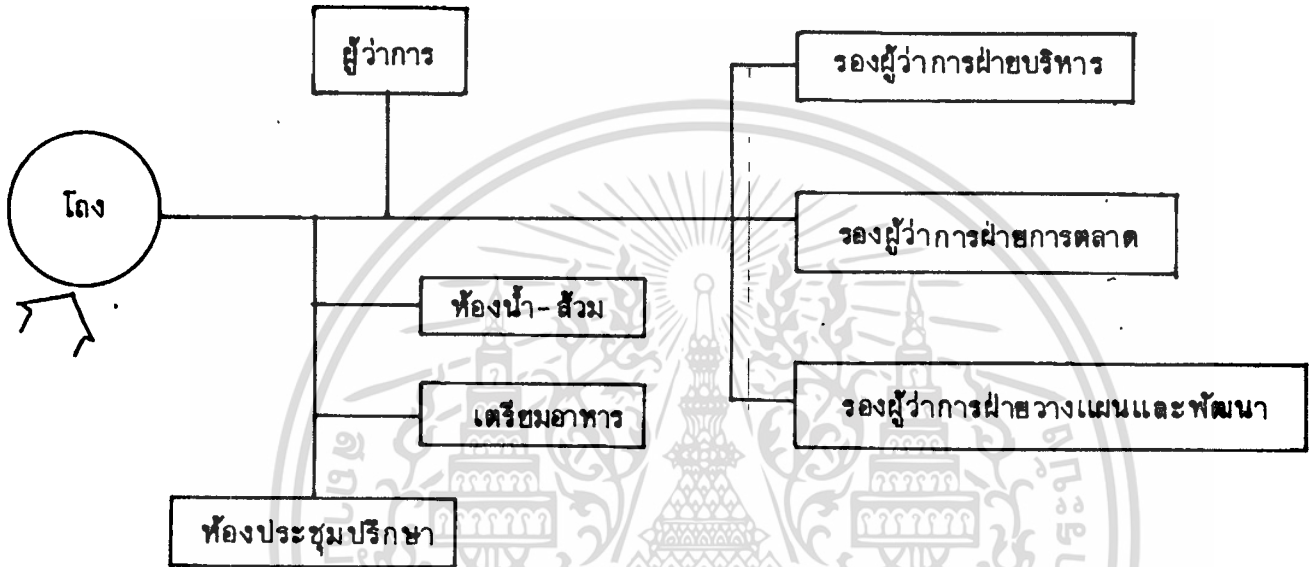 ผู้ว่าการ
รองผู้ว่าการฝ่ายบริหาร
โถง
รองผู้ว่าการฝ่ายการตลาด
ห้องน้ำ-ส้วม
เตรียมอาหาร
รองผู้ว่าการฝ่ายวางแผนและพัฒนา
ห้องประชุมปรึกษา